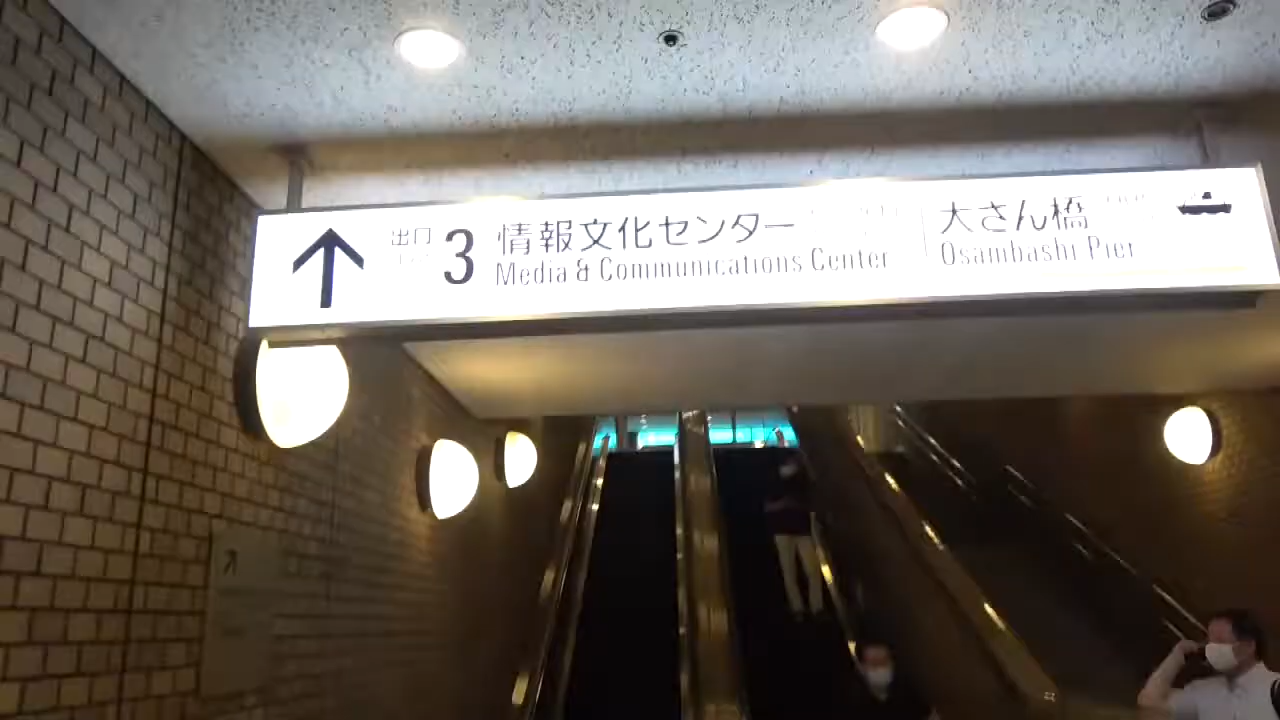 出口
3
情報文化センター
Media & Communications Center
大さん橋
Osambashi Pier